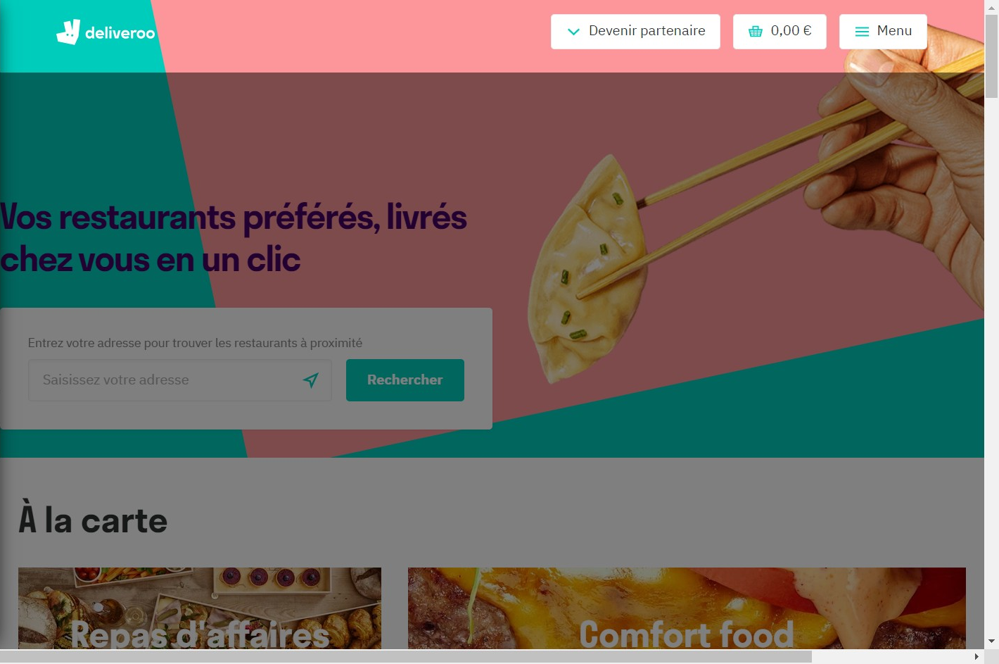 deliveroo
Devenir partenaire
0,00 €
Menu
Vos restaurants préférés, livrés
chez vous en un clic
Entrez votre adresse pour trouver les restaurants à proximité
Saisissez votre adresse
Rechercher
À la carte
Repas d'affaires
Comfort food